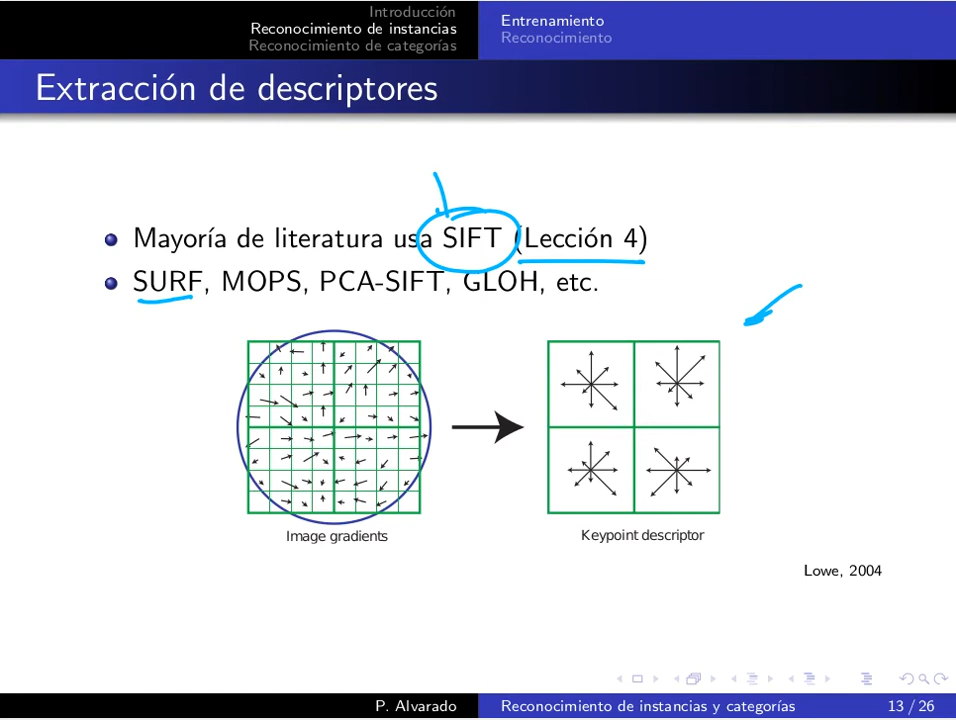 Introducción
Reconocimiento de instancias
Reconocimiento de categorías
Entrenamiento
Reconocimiento
Extracción de descriptores
Mayoría de literatura usa SIFT (Lección 4)
SURF, MOPS, PCA-SIFT, GLOH, etc.
Image gradients
Keypoint descriptor
Lowe, 2004
P. Alvarado
Reconocimiento de instancias y categorías
13 / 26